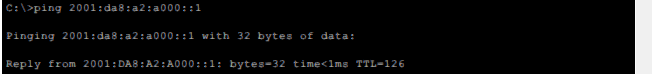 C:\>ping 2001:da8:a2:a000::1
Pinging 2001:da8:a2:a000::1 with 32 bytes of data:
Reply from 2001:DA8:A2:A000::1: bytes=32 time<1ms TTL=126